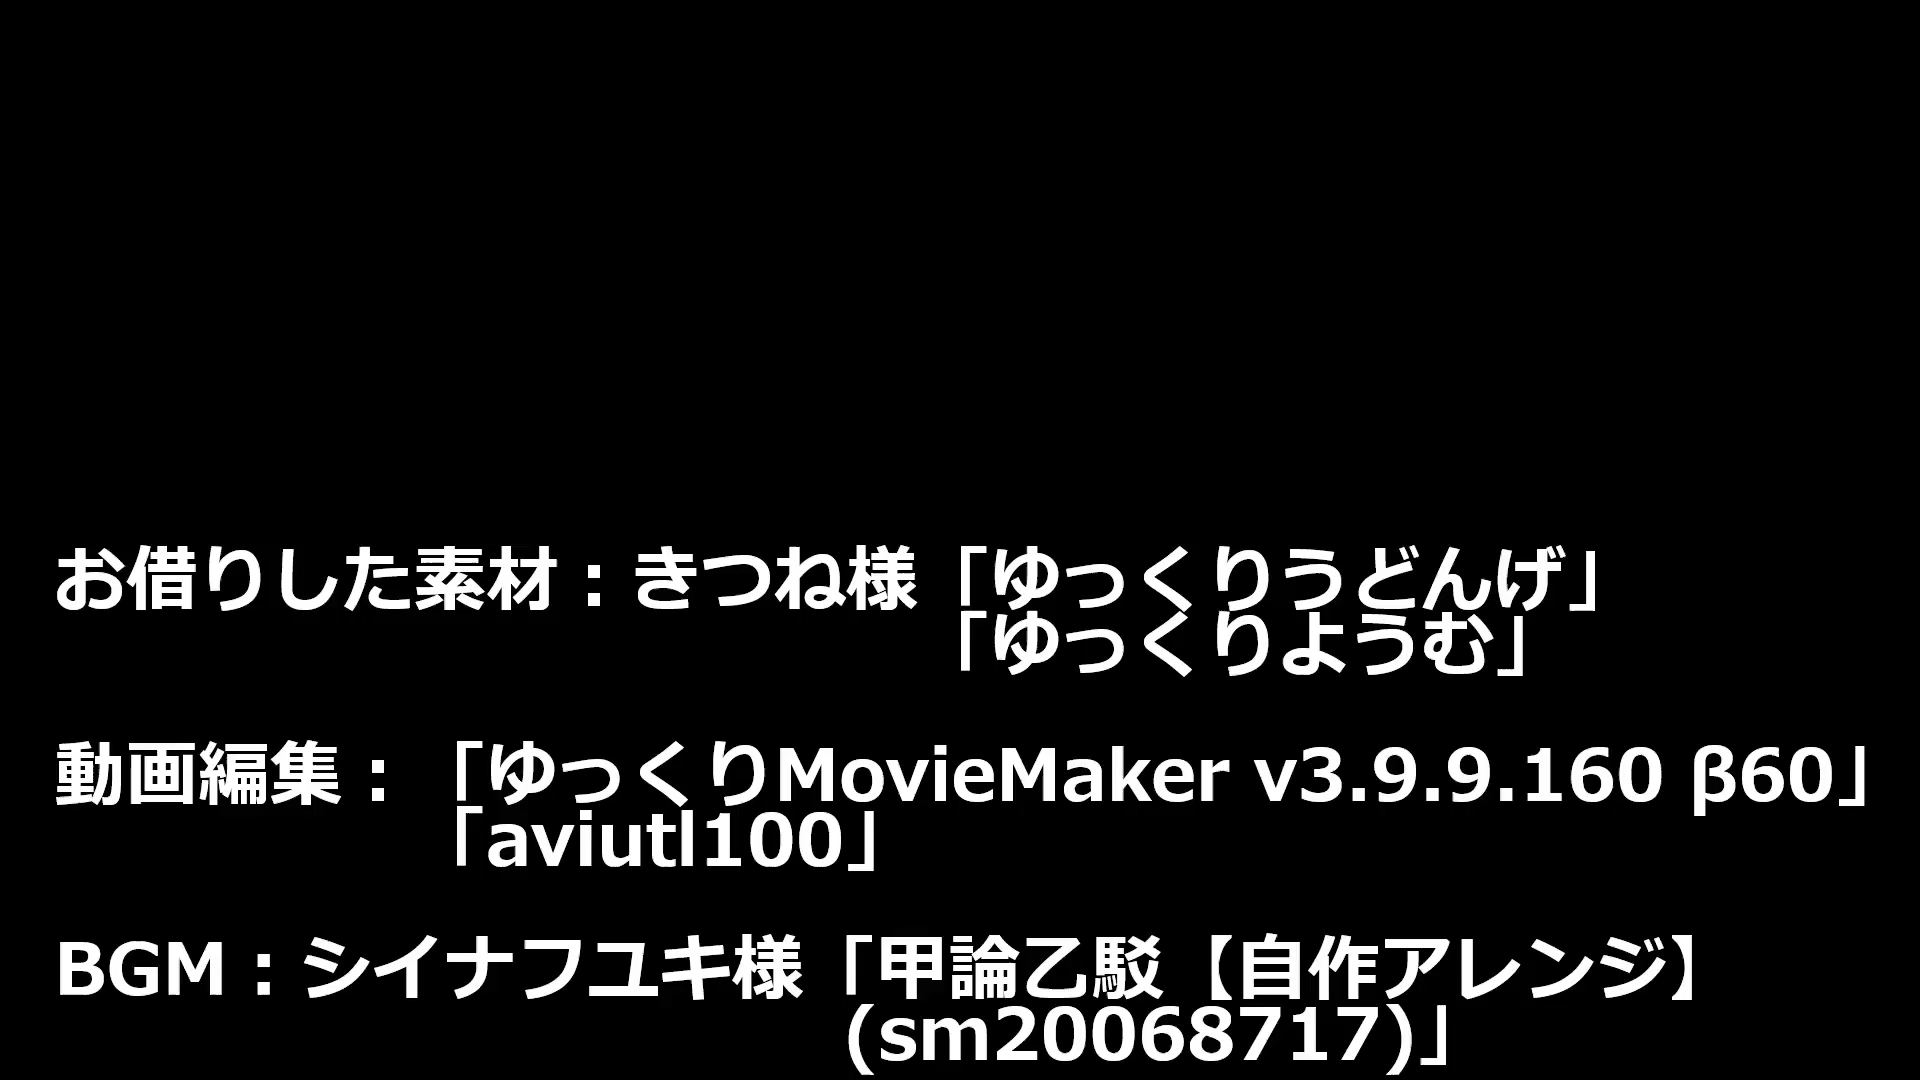 お借りした素材：きつね様「ゆっくりうどんげ」
「ゆっくりようむ」
動画編集：「ゆっくりMovieMaker v3.9.9.160 β60」
「aviutl100」
BGM：シイナフユキ様「甲論乙駁【自作アレンジ】
(sm20068717)」